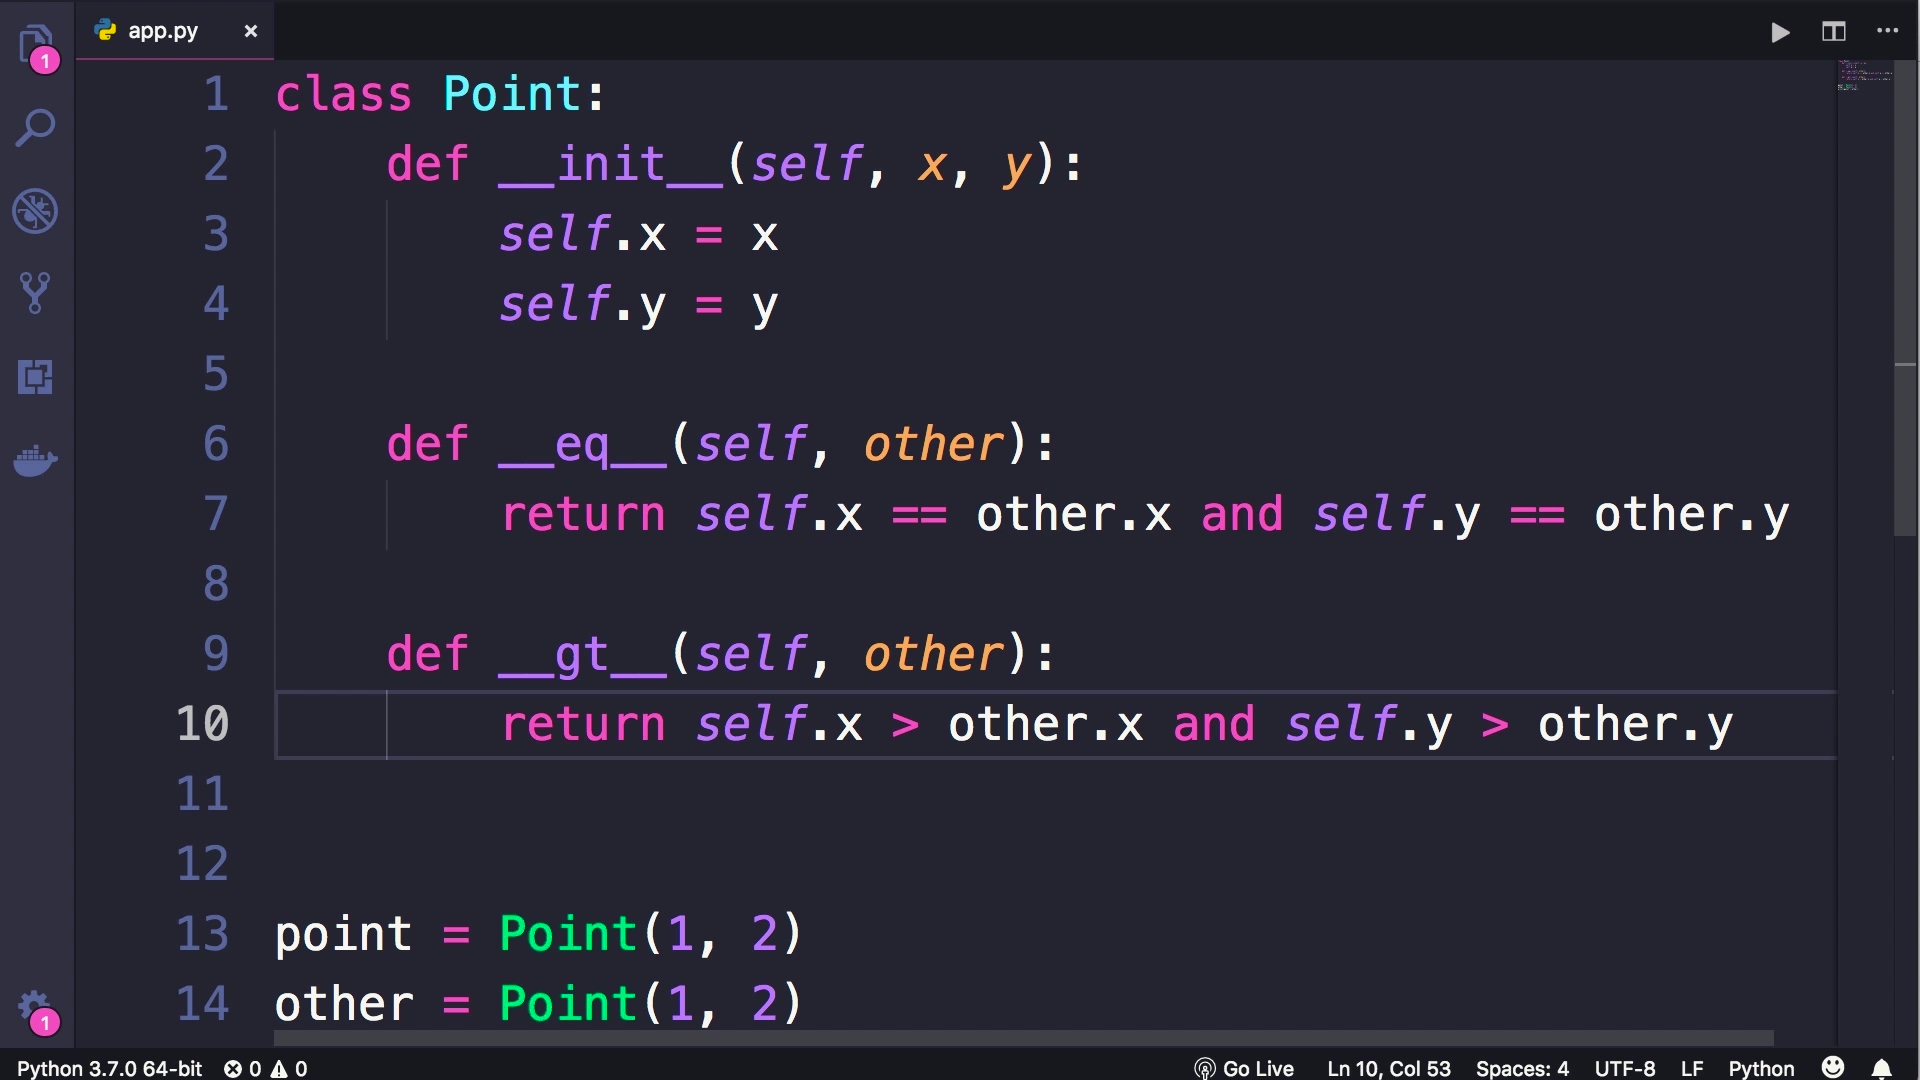 app.py
1 class Point:
2     def __init__(self, x, y):
3         self.x = x
4         self.y = y
5
6     def __eq__(self, other):
7         return self.x == other.x and self.y == other.y
8
9     def __gt__(self, other):
10         return self.x > other.x and self.y > other.y
11
12
13 point = Point(1, 2)
14 other = Point(1, 2)
1
1
Python 3.7.0 64-bit 0 0 Go Live Ln 10, Col 53 Spaces: 4 UTF-8 LF Python